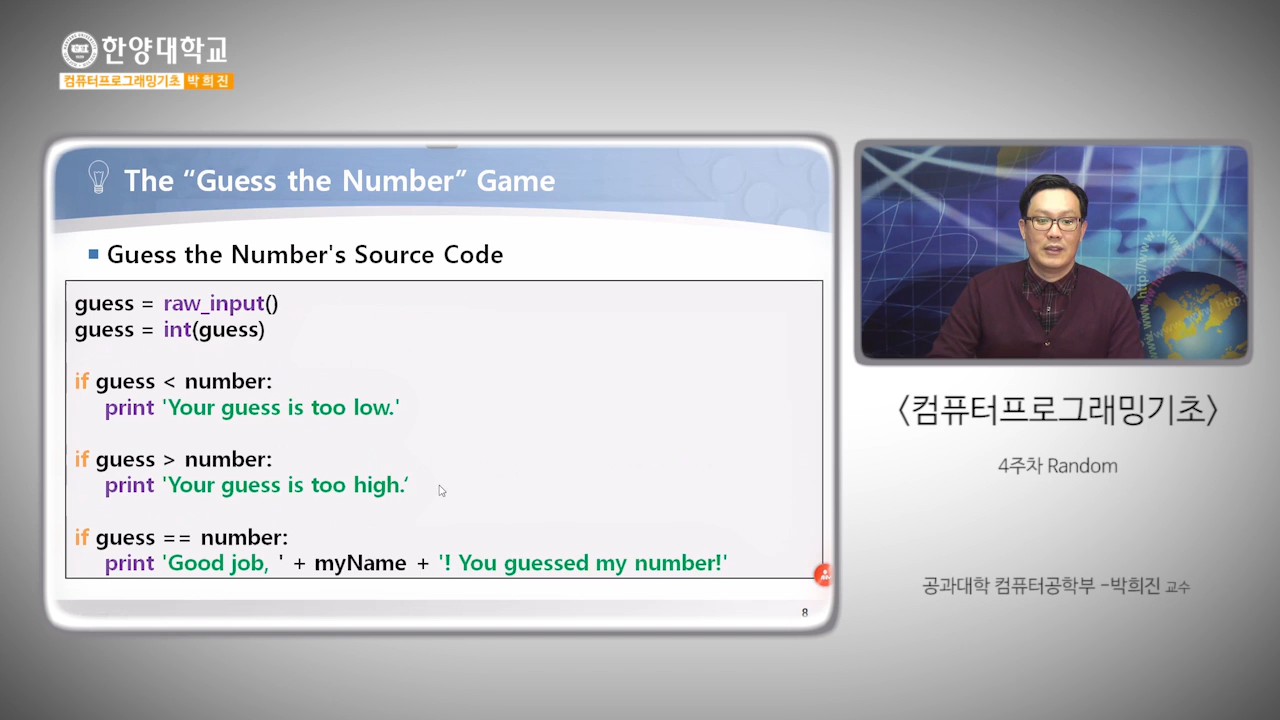 한양대학교
컴퓨터프로그래밍기초 박희진
The “Guess the Number” Game
Guess the Number's Source Code
guess = raw_input()
guess = int(guess)
if guess < number:
print 'Your guess is too low.'
if guess > number:
print 'Your guess is too high.‘
if guess == number:
print 'Good job, ' + myName + '! You guessed my number!'
8
<컴퓨터프로그래밍기초>
4주차 Random
공과대학 컴퓨터공학부 -박희진 교수